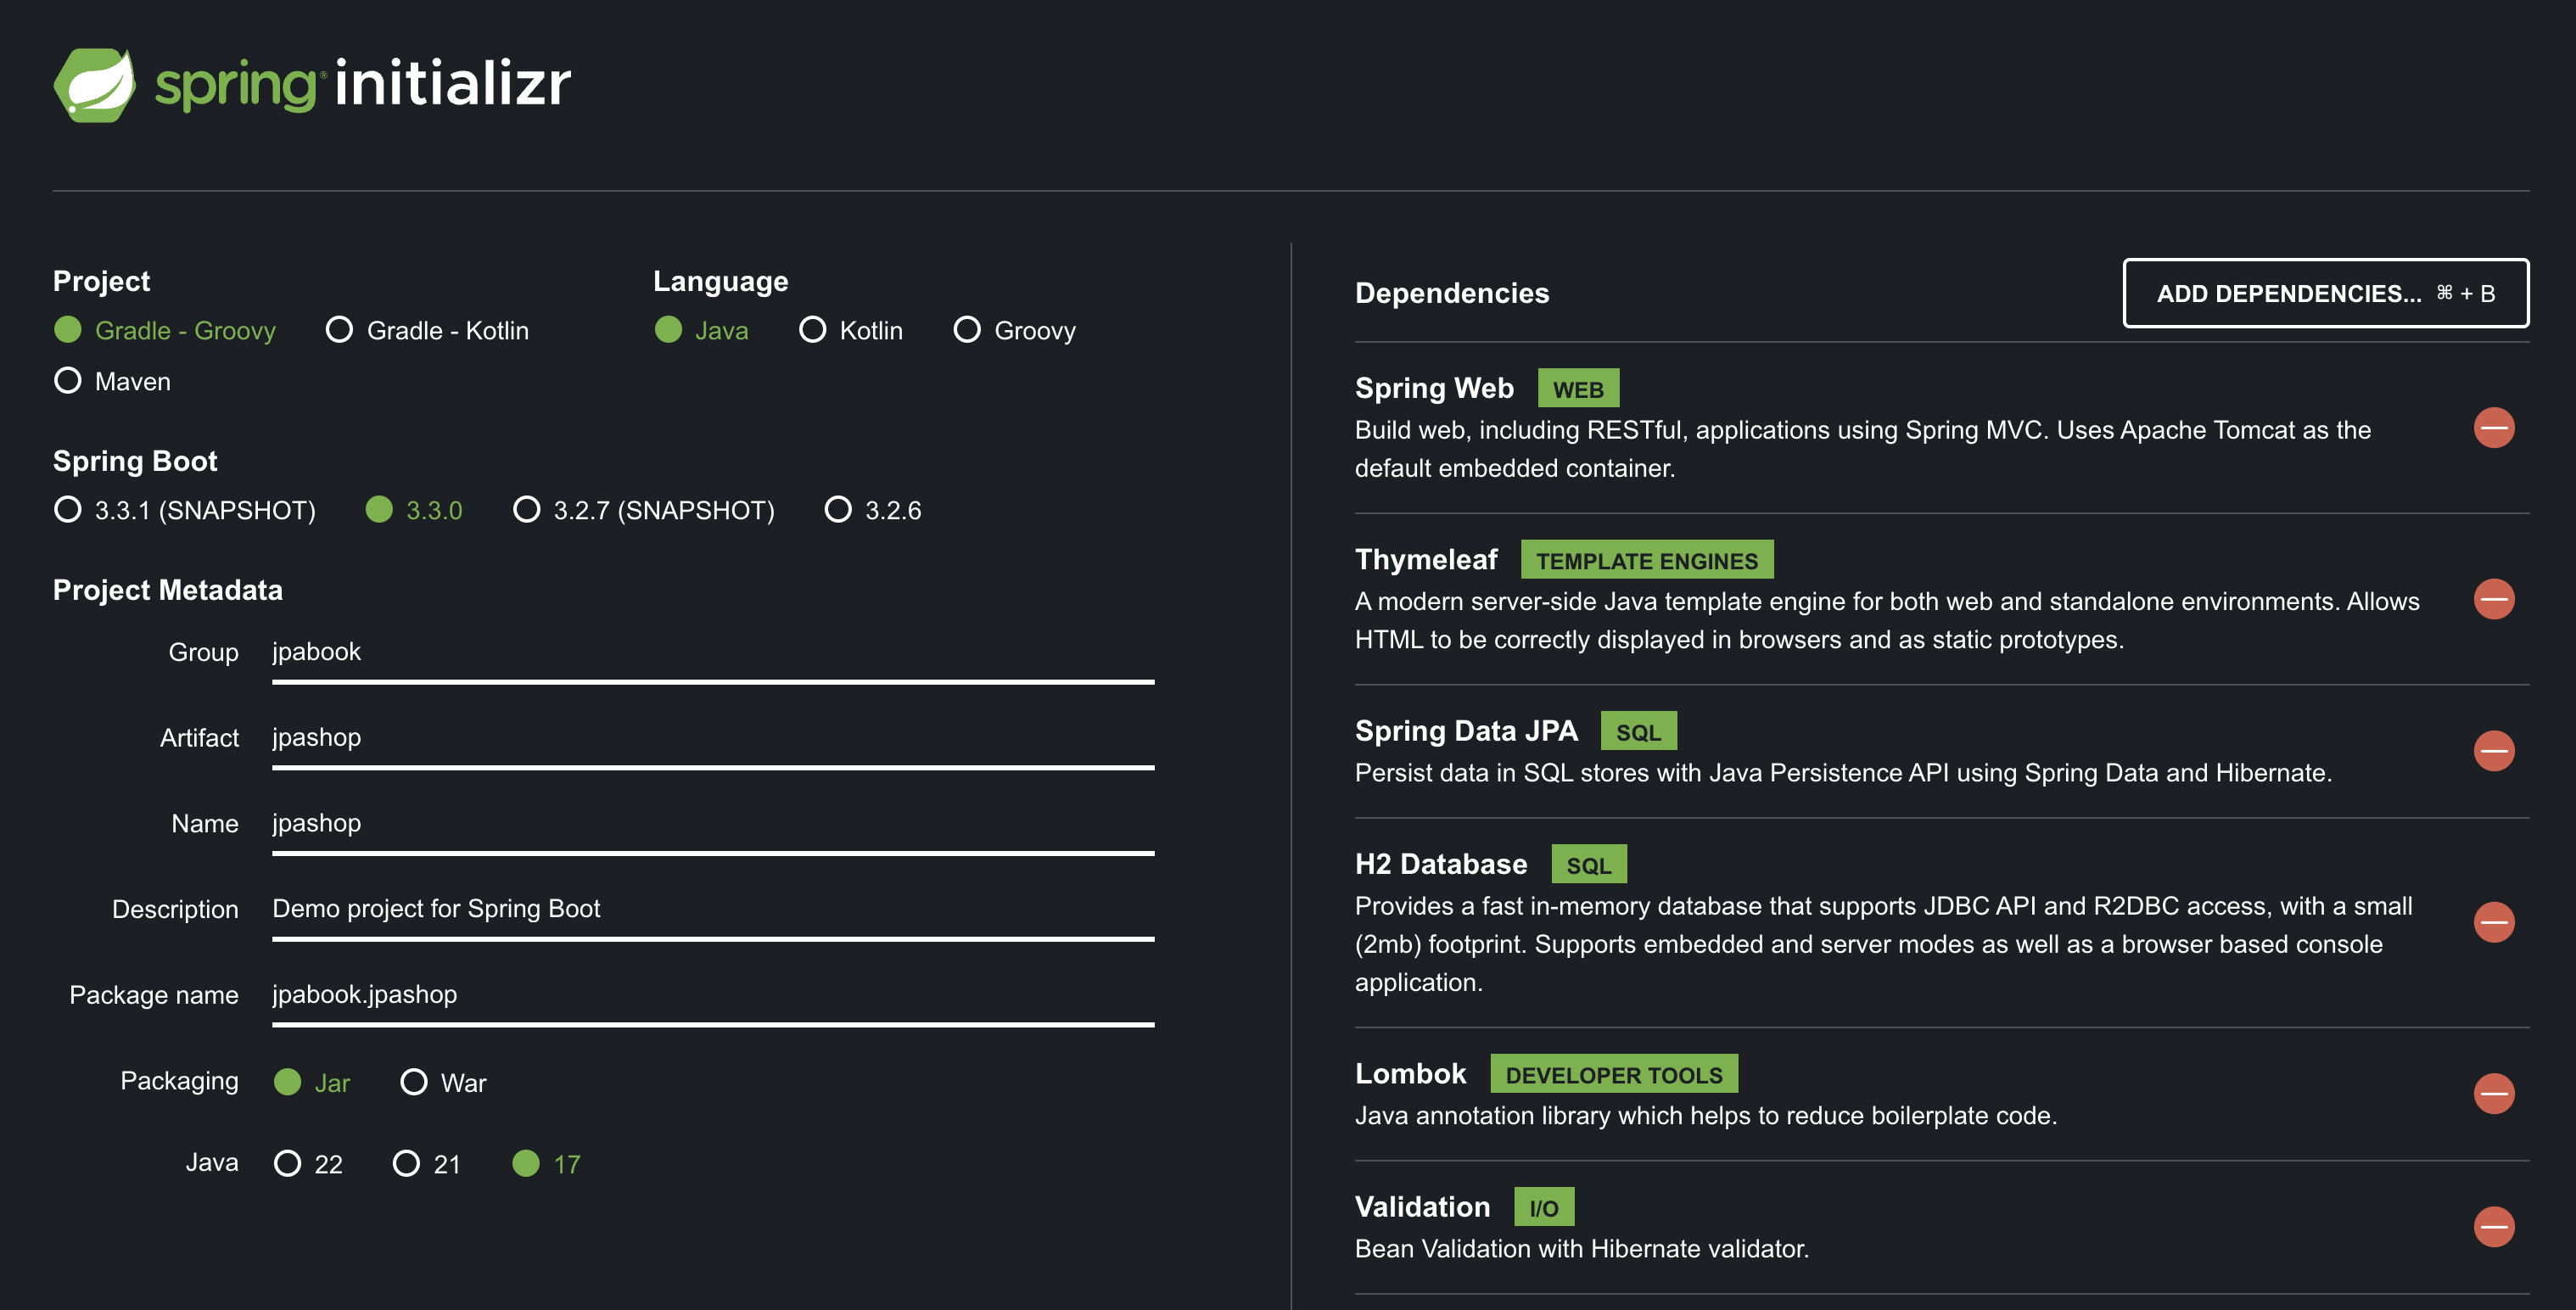 spring initializr
Project
Gradle - Groovy Gradle - Kotlin
Maven
Language
Java Kotlin Groovy
Spring Boot
3.3.1 (SNAPSHOT) 3.3.0 3.2.7 (SNAPSHOT) 3.2.6
Project Metadata
Group jpabook
Artifact jpashop
Name jpashop
Description Demo project for Spring Boot
Package name jpabook.jpashop
Packaging Jar War
Java 22 21 17
Dependencies ADD DEPENDENCIES... ⌘ + B
Spring Web WEB
Build web, including RESTful, applications using Spring MVC. Uses Apache Tomcat as the
default embedded container.
Thymeleaf TEMPLATE ENGINES
A modern server-side Java template engine for both web and standalone environments. Allows
HTML to be correctly displayed in browsers and as static prototypes.
Spring Data JPA SQL
Persist data in SQL stores with Java Persistence API using Spring Data and Hibernate.
H2 Database SQL
Provides a fast in-memory database that supports JDBC API and R2DBC access, with a small
(2mb) footprint. Supports embedded and server modes as well as a browser based console
application.
Lombok DEVELOPER TOOLS
Java annotation library which helps to reduce boilerplate code.
Validation I/O
Bean Validation with Hibernate validator.